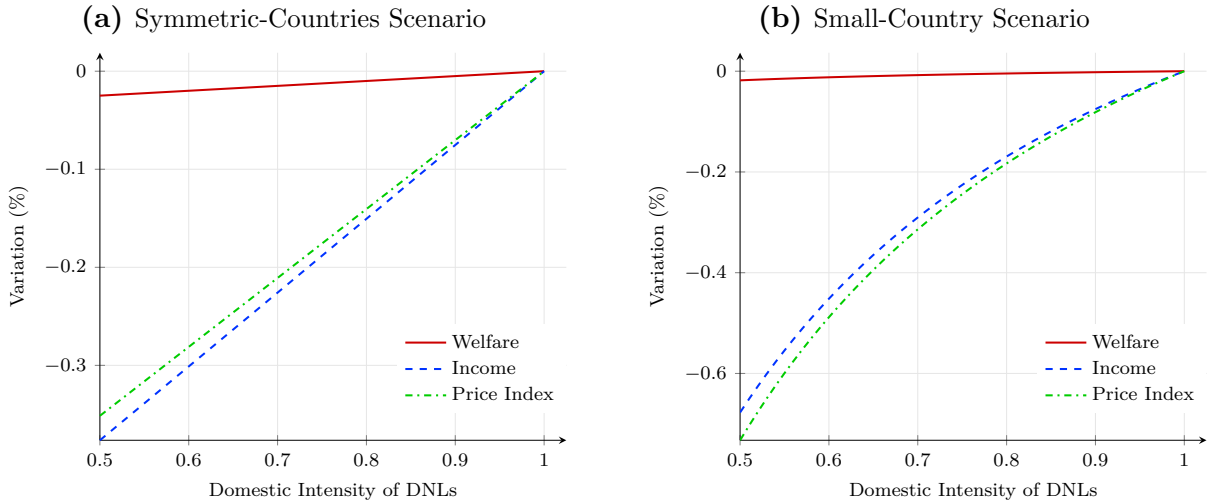 (a) Symmetric-Countries Scenario
0
−0.1
−0.2
−0.3
Variation (%)
Welfare
Income
Price Index
0.5 0.6 0.7 0.8 0.9 1
Domestic Intensity of DNLs
(b) Small-Country Scenario
0
−0.2
−0.4
−0.6
Variation (%)
Welfare
Income
Price Index
0.5 0.6 0.7 0.8 0.9 1
Domestic Intensity of DNLs